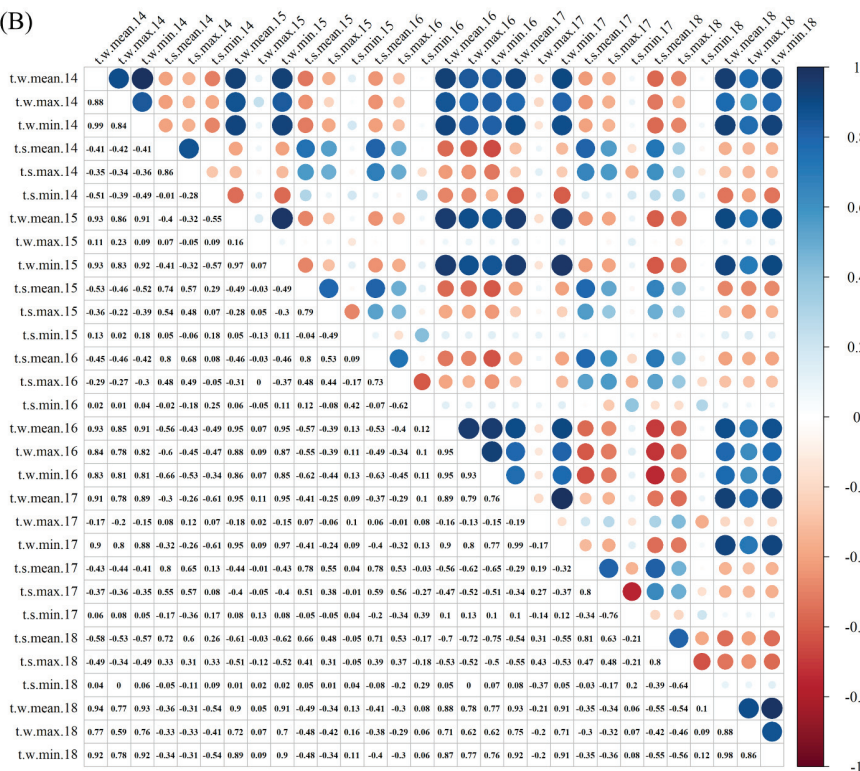 (B)
t.w.mean.14 t.w.max.14 t.w.min.14 t.s.mean.14 t.s.max.14 t.s.min.14 t.w.mean.15 t.w.max.15 t.w.min.15 t.s.mean.15 t.s.max.15 t.s.min.15 t.s.mean.16 t.s.max.16 t.s.min.16 t.w.mean.16 t.w.max.16 t.w.min.16 t.w.mean.17 t.w.max.17 t.w.min.17 t.s.mean.17 t.s.max.17 t.s.min.17 t.s.mean.18 t.s.max.18 t.s.min.18 t.w.mean.18 t.w.max.18 t.w.min.18
t.w.mean.14
t.w.max.14 0.88
t.w.min.14 0.99 0.84
t.s.mean.14 -0.41 -0.42 -0.41
t.s.max.14 -0.35 -0.34 -0.36 0.86
t.s.min.14 -0.51 -0.39 -0.49 -0.01 -0.28
t.w.mean.15 0.93 0.86 0.91 -0.4 -0.32 -0.55
t.w.max.15 0.11 0.23 0.09 0.07 -0.05 0.09 0.16
t.w.min.15 0.93 0.83 0.92 -0.41 -0.32 -0.57 0.97 0.07
t.s.mean.15 -0.53 -0.46 -0.52 0.74 0.57 0.29 -0.49 -0.03 -0.49
t.s.max.15 -0.36 -0.22 -0.39 0.54 0.48 0.07 -0.28 0.05 -0.3 0.79
t.s.min.15 0.13 0.02 0.18 0.05 -0.06 0.18 0.05 -0.13 0.11 -0.04 -0.49
t.s.mean.16 -0.45 -0.46 -0.42 0.8 0.68 0.08 -0.46 -0.03 -0.46 0.8 0.53 0.09
t.s.max.16 -0.29 -0.27 -0.3 0.48 0.49 -0.05 -0.31 0 -0.37 0.48 0.44 -0.17 0.73
t.s.min.16 0.02 0.01 0.04 -0.02 -0.18 0.25 0.06 -0.05 0.11 0.12 -0.08 0.42 -0.07 -0.62
t.w.mean.16 0.93 0.85 0.91 -0.56 -0.43 -0.49 0.95 0.07 0.95 -0.57 -0.39 0.13 -0.53 -0.4 0.12
t.w.max.16 0.84 0.78 0.82 -0.6 -0.45 -0.47 0.88 0.09 0.87 -0.55 -0.39 0.11 -0.49 -0.34 0.1 0.95
t.w.min.16 0.83 0.81 0.81 -0.66 -0.53 -0.34 0.86 0.07 0.85 -0.62 -0.44 0.13 -0.63 -0.45 0.11 0.95 0.93
t.w.mean.17 0.91 0.78 0.89 -0.3 -0.26 -0.61 0.95 0.11 0.95 -0.41 -0.25 0.09 -0.37 -0.29 0.1 0.89 0.79 0.76
t.w.max.17 -0.17 -0.2 -0.15 0.08 0.12 0.07 -0.18 0.02 -0.15 0.07 -0.06 0.1 0.06 -0.01 0.08 -0.16 -0.13 -0.15 -0.19
t.w.min.17 0.9 0.8 0.88 -0.32 -0.26 -0.61 0.95 0.09 0.97 -0.41 -0.24 0.09 -0.4 -0.32 0.13 0.9 0.8 0.77 0.99 -0.17
t.s.mean.17 -0.43 -0.44 -0.41 0.8 0.65 0.13 -0.44 -0.01 -0.43 0.78 0.55 0.04 0.78 0.53 -0.03 -0.56 -0.62 -0.65 -0.29 0.19 -0.32
t.s.max.17 -0.37 -0.36 -0.35 0.55 0.57 0.08 -0.4 0.05 -0.4 0.51 0.38 -0.01 0.59 0.56 -0.27 -0.47 -0.52 -0.51 -0.34 0.27 -0.37 0.8
t.s.min.17 0.06 0.08 0.05 -0.17 -0.36 0.17 0.08 0.13 0.08 -0.05 -0.05 0.04 -0.2 -0.34 0.39 0.1 0.13 0.1 0.1 -0.14 0.12 -0.34 -0.76
t.s.mean.18 -0.58 -0.53 -0.57 0.72 0.6 0.26 -0.61 -0.03 -0.62 0.66 0.48 -0.05 0.71 0.53 -0.17 -0.7 -0.72 -0.75 -0.54 0.31 -0.55 0.81 0.63 -0.21
t.s.max.18 -0.49 -0.34 -0.49 0.33 0.31 0.33 -0.51 -0.12 -0.52 0.41 0.31 -0.05 0.39 0.37 -0.18 -0.53 -0.52 -0.5 -0.55 0.43 -0.53 0.47 0.48 -0.21 0.8
t.s.min.18 0.04 0 0.06 -0.05 -0.11 0.09 0.01 0.02 0.02 0.05 0.01 0.04 -0.08 -0.2 0.29 0.05 0 0.07 0.08 -0.37 0.05 -0.03 -0.17 0.2 -0.39 -0.64
t.w.mean.18 0.94 0.77 0.93 -0.36 -0.31 -0.54 0.9 0.05 0.91 -0.49 -0.34 0.13 -0.41 -0.3 0.08 0.88 0.78 0.77 0.93 -0.21 0.91 -0.35 -0.34 0.06 -0.55 -0.54 0.1
t.w.max.18 0.77 0.59 0.76 -0.33 -0.33 -0.41 0.72 0.07 0.7 -0.48 -0.42 0.16 -0.38 -0.29 0.06 0.71 0.62 0.62 0.75 -0.2 0.71 -0.3 -0.32 0.07 -0.42 -0.46 0.09 0.88
t.w.min.18 0.92 0.78 0.92 -0.34 -0.31 -0.54 0.89 0.09 0.9 -0.48 -0.34 0.11 -0.4 -0.3 0.06 0.87 0.77 0.76 0.92 -0.2 0.91 -0.35 -0.36 0.08 -0.55 -0.56 0.12 0.98 0.86
1
0.
0.
0.4
0.2
0
-0.
-0.
-0.
-0.
-1